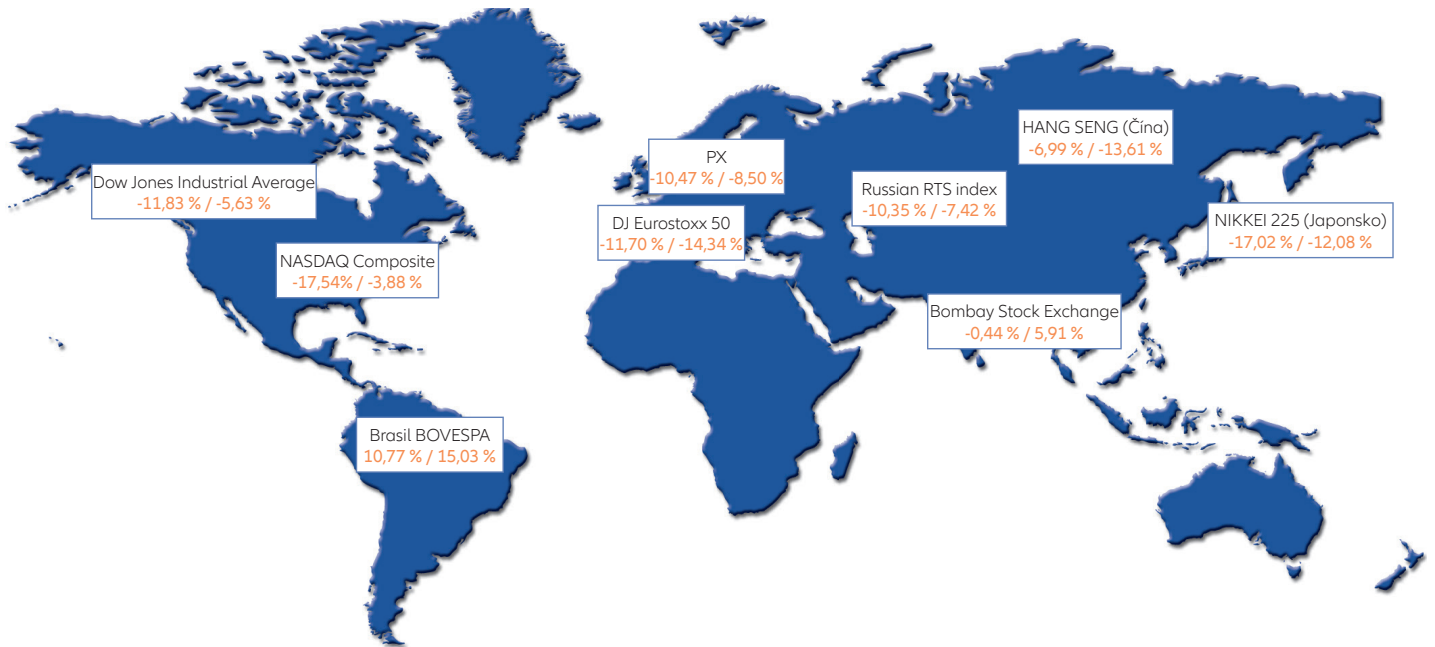 HANG SENG (Čína)
-6,99 % / -13,61 %
PX
-10,47 % / -8,50 %
Dow Jones Industrial Average
-11,83 % / -5,63 %
Russian RTS index
-10,35 % / -7,42 %
DJ Eurostoxx 50
-11,70 % / -14,34 %
NIKKEI 225 (Japonsko)
-17,02 % / -12,08 %
NASDAQ Composite
-17,54% / -3,88 %
Bombay Stock Exchange
-0,44 % / 5,91 %
Brasil BOVESPA
10,77 % / 15,03 %